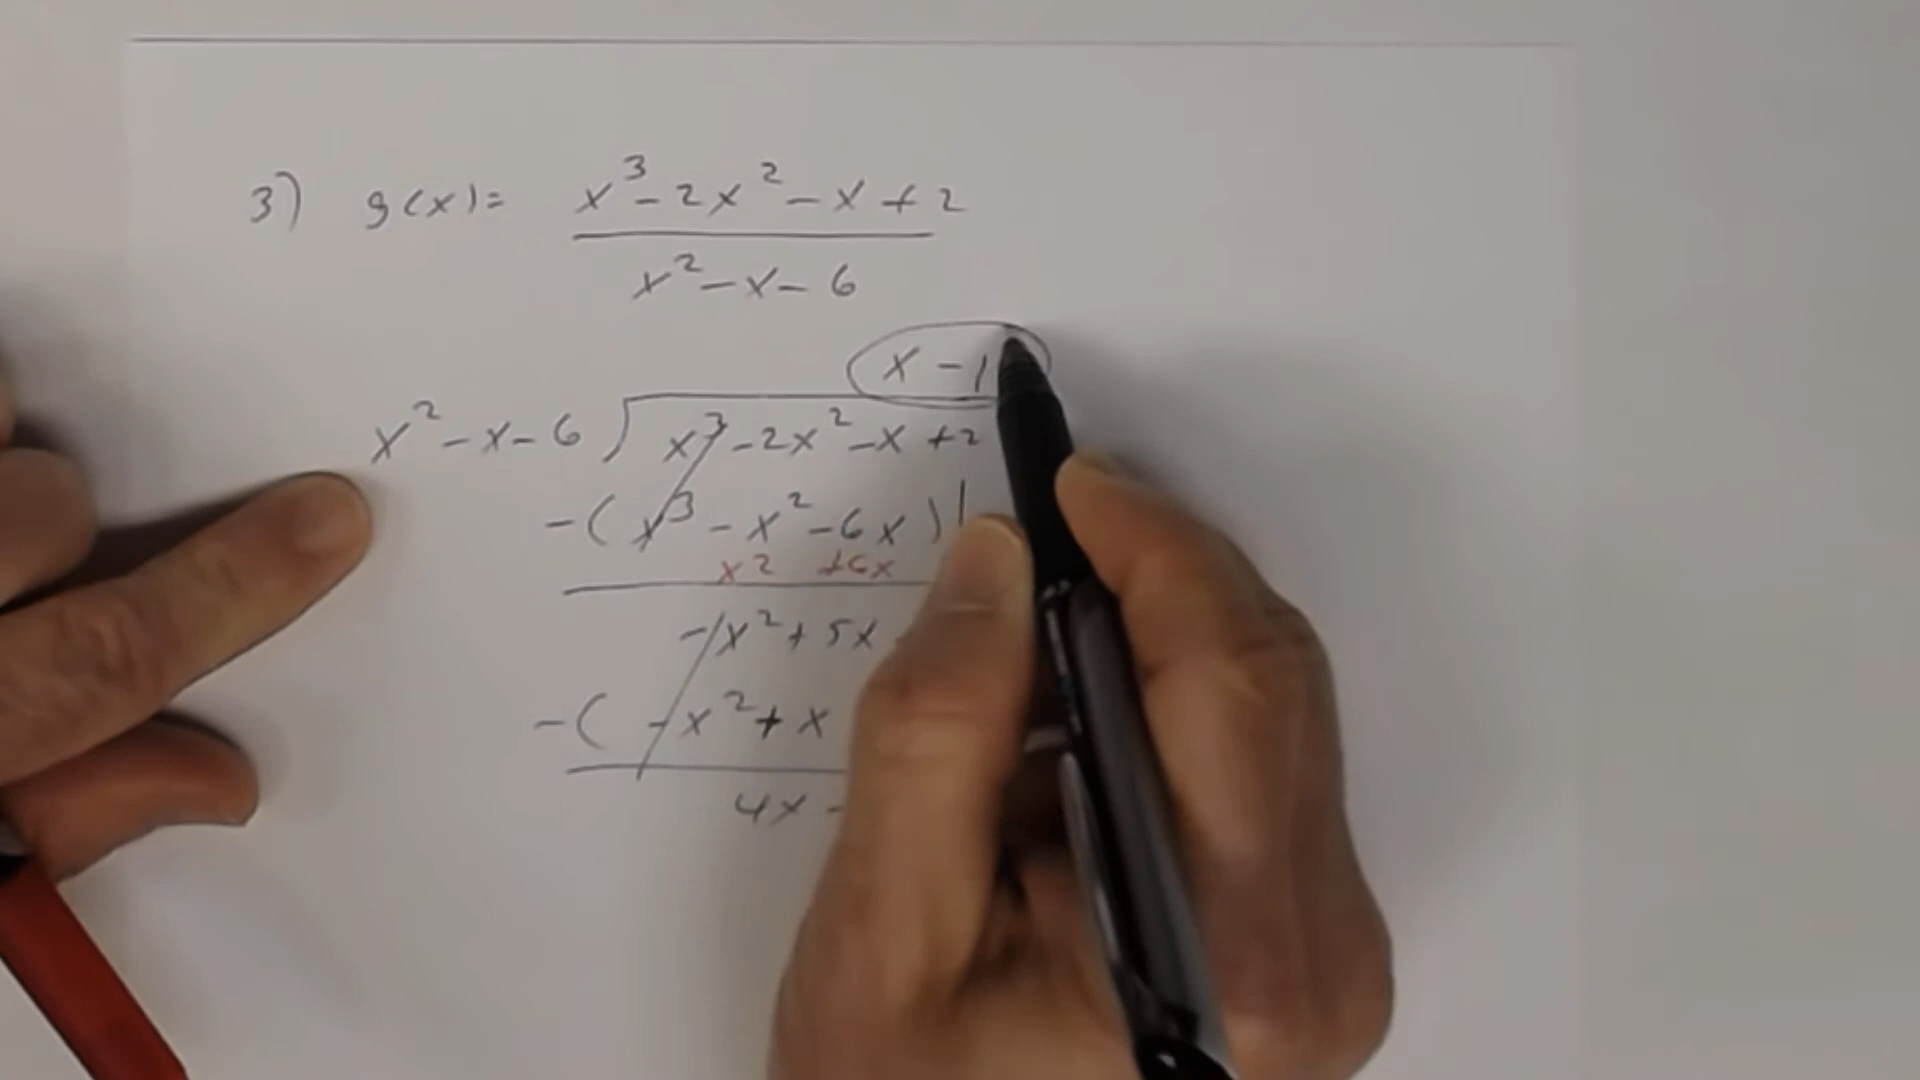 3) g(x)= x³-2x²-x+2
x²-x-6
x-1
x²-x-6 ) x³-2x²-x+2
-( x³-x²-6x )
x² +6x
-x²+5x
-( -x²+x
4x -